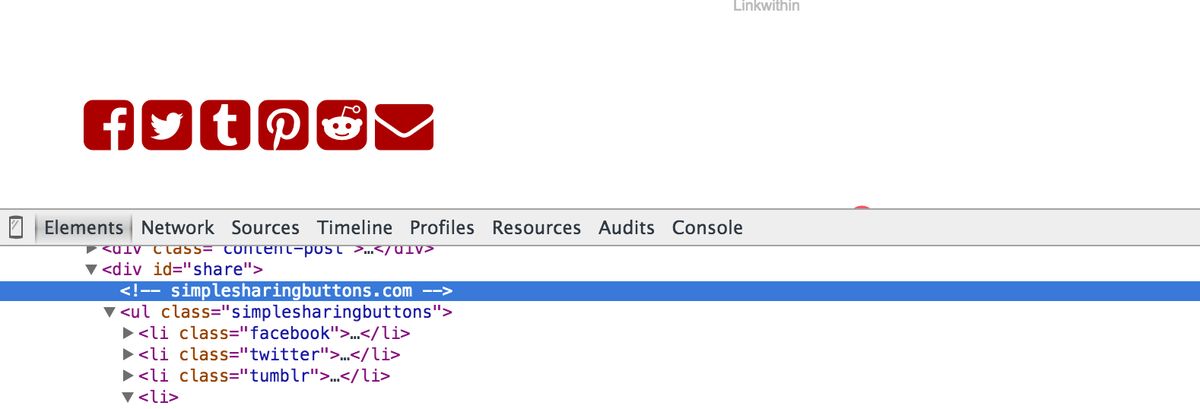 Linkwithin
Elements Network Sources Timeline Profiles Resources Audits Console
▶<div class="content-post">…</div>
▼<div id="share">
<!-- simplesharingbuttons.com -->
▼<ul class="simplesharingbuttons">
▶<li class="facebook">…</li>
▶<li class="twitter">…</li>
▶<li class="tumblr">…</li>
▼<li>